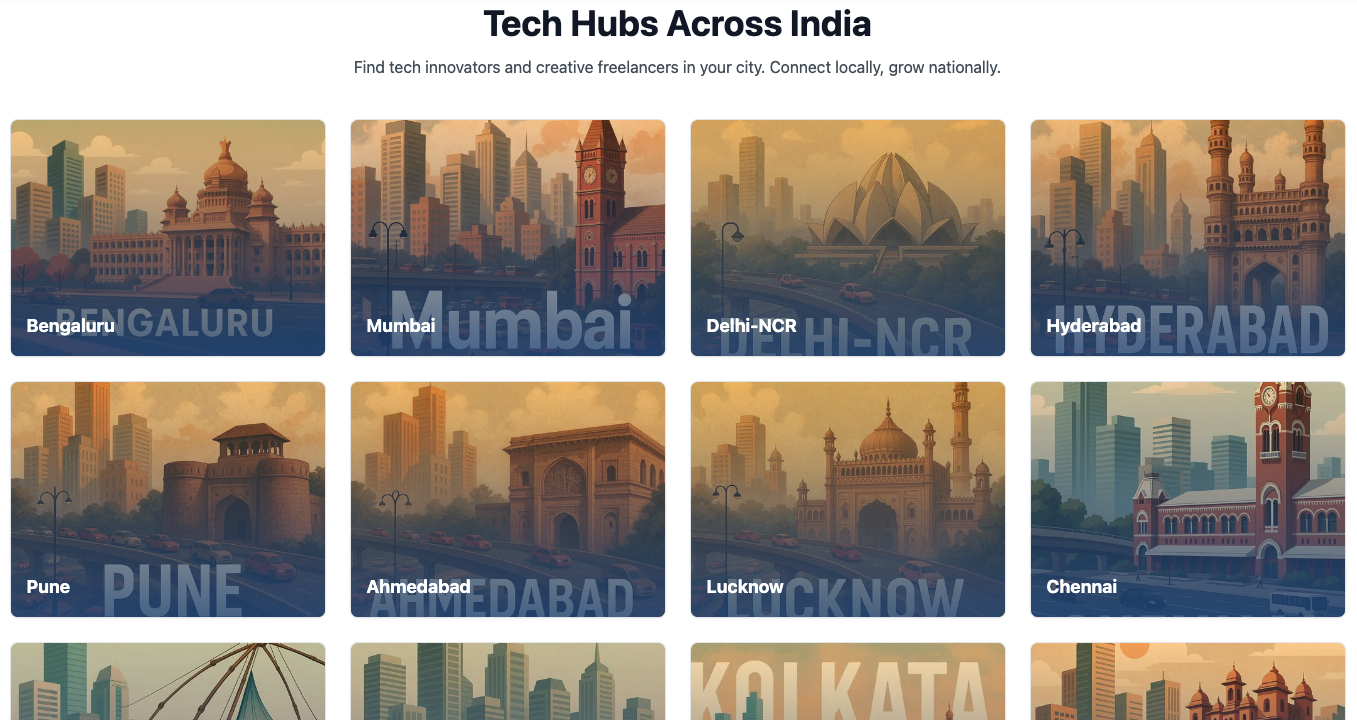 Tech Hubs Across India
Find tech innovators and creative freelancers in your city. Connect locally, grow nationally.
BENGALURU
Bengaluru
Mumbai
Mumbai
DELHI-NCR
Delhi-NCR
HYDERABAD
Hyderabad
PUNE
Pune
AHMEDABAD
Ahmedabad
LUCKNOW
Lucknow
Chennai
KOLKATA